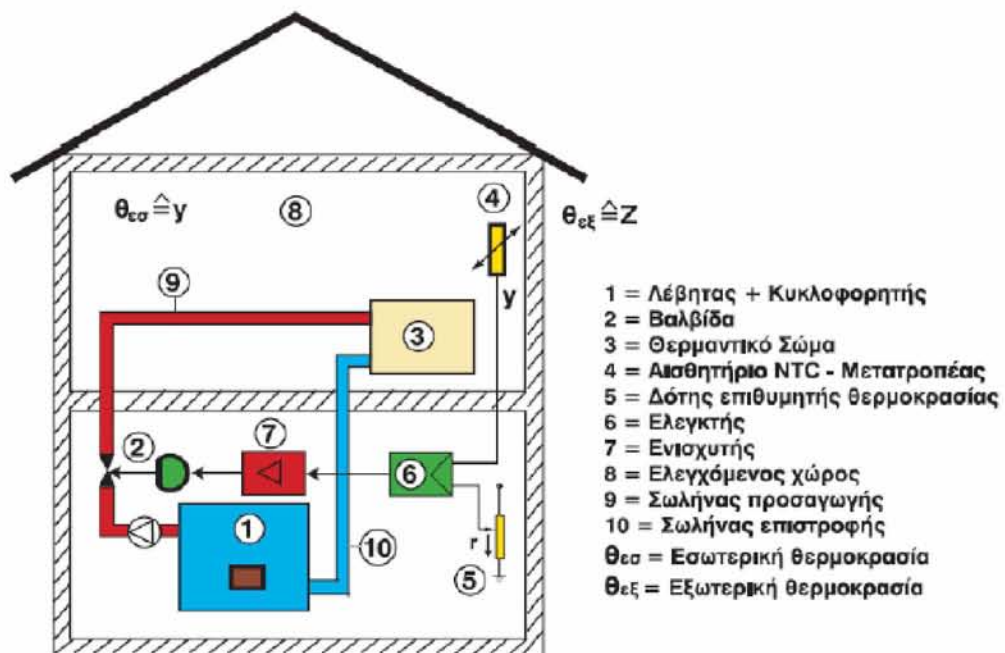 θεσ ≙ y
8
4
θεξ ≙ Z
9
y
3
2
7
6
1
10
r
5
1 = Λέβητας + Κυκλοφορητής
2 = Βαλβίδα
3 = Θερμαντικό Σώμα
4 = Αισθητήριο NTC - Μετατροπέας
5 = Δότης επιθυμητής θερμοκρασίας
6 = Ελεγκτής
7 = Ενισχυτής
8 = Ελεγχόμενος χώρος
9 = Σωλήνας προσαγωγής
10 = Σωλήνας επιστροφής
θεσ = Εσωτερική θερμοκρασία
θεξ = Εξωτερική θερμοκρασία